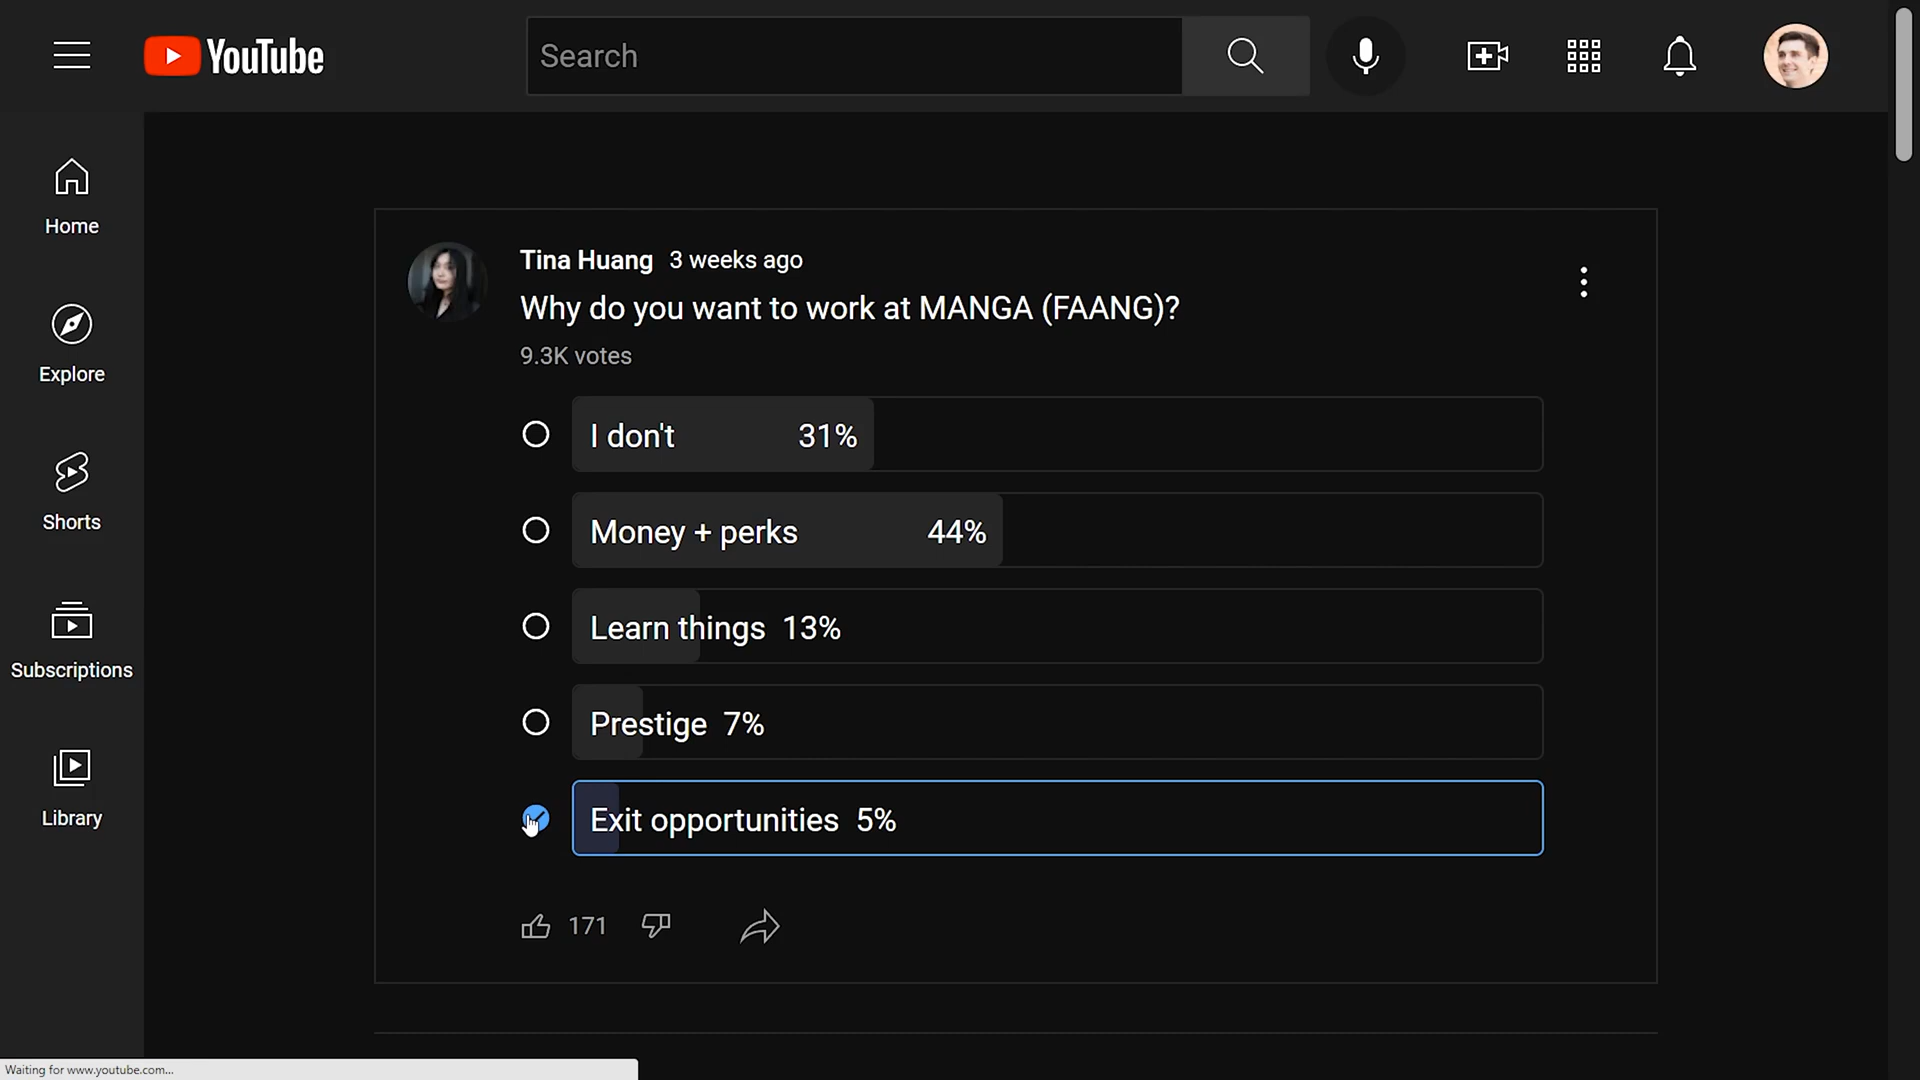 YouTube
Search
Home
Explore
Shorts
Subscriptions
Library
Tina Huang 3 weeks ago
Why do you want to work at MANGA (FAANG)?
9.3K votes
I don't 31%
Money + perks 44%
Learn things 13%
Prestige 7%
Exit opportunities 5%
171
Waiting for www.youtube.com...